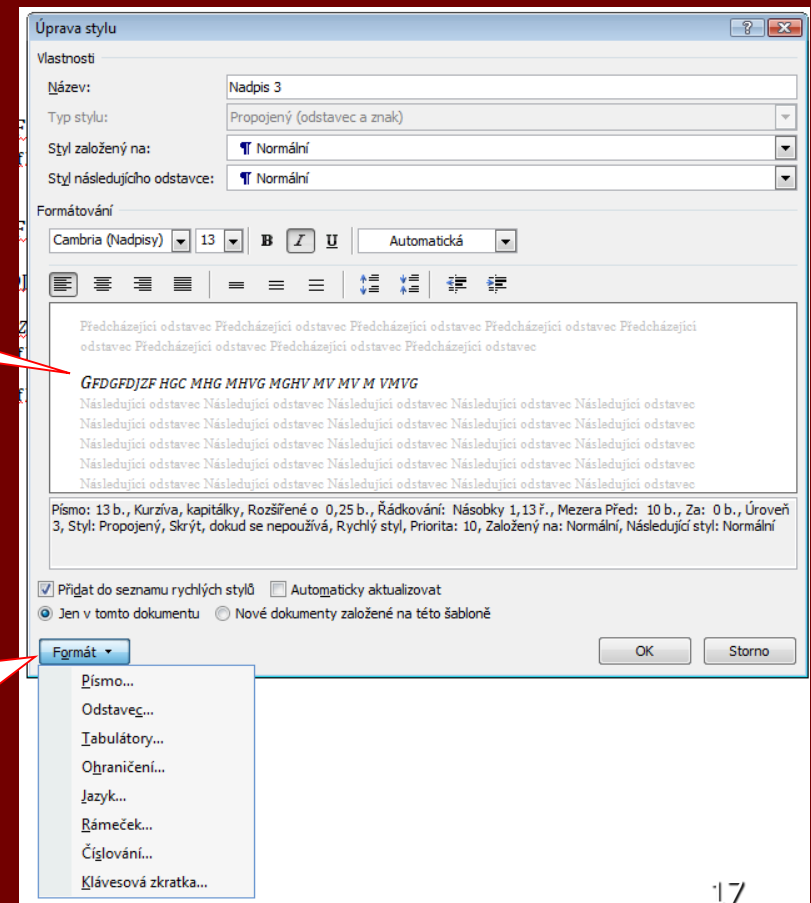 Úprava stylu
Vlastnosti
Název: Nadpis 3
Typ stylu: Propojený (odstavec a znak)
Styl založený na: ¶ Normální
Styl následujícího odstavce: ¶ Normální
Formátování
Cambria (Nadpisy) 13 B I U Automatická
Předcházející odstavec Předcházející odstavec Předcházející odstavec Předcházející odstavec Předcházející
odstavec Předcházející odstavec Předcházející odstavec Předcházející odstavec
GFDGFDJZF HGC MHG MHVG MGHV MV MV M VMVG
Následující odstavec Následující odstavec Následující odstavec Následující odstavec Následující odstavec
Následující odstavec Následující odstavec Následující odstavec Následující odstavec Následující odstavec
Následující odstavec Následující odstavec Následující odstavec Následující odstavec Následující odstavec
Následující odstavec Následující odstavec Následující odstavec Následující odstavec Následující odstavec
Následující odstavec Následující odstavec Následující odstavec Následující odstavec Následující odstavec
Písmo: 13 b., Kurzíva, kapitálky, Rozšířené o 0,25 b., Řádkování: Násobky 1,13 ř., Mezera Před: 10 b., Za: 0 b., Úroveň
3, Styl: Propojený, Skrýt, dokud se nepoužívá, Rychlý styl, Priorita: 10, Založený na: Normální, Následující styl: Normální
Přidat do seznamu rychlých stylů Automaticky aktualizovat
Jen v tomto dokumentu Nové dokumenty založené na této šabloně
Formát OK Storno
Písmo...
Odstavec...
Tabulátory...
Ohraničení...
Jazyk...
Rámeček...
Číslování...
Klávesová zkratka...
17